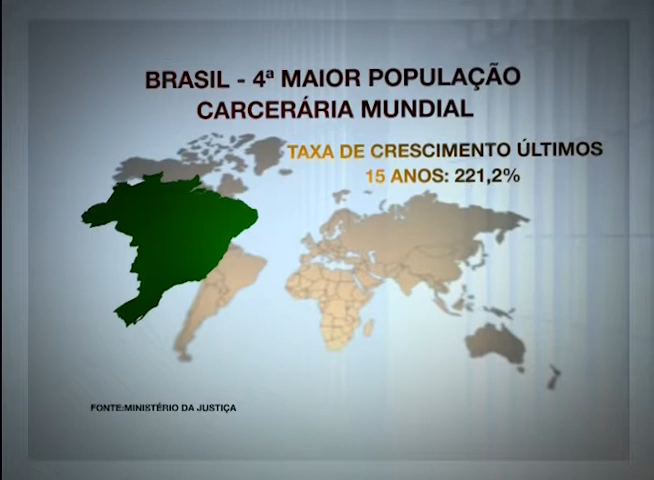 BRASIL - 4ª MAIOR POPULAÇÃO
CARCERÁRIA MUNDIAL
TAXA DE CRESCIMENTO ÚLTIMOS
15 ANOS: 221,2%
FONTE:MINISTÉRIO DA JUSTIÇA